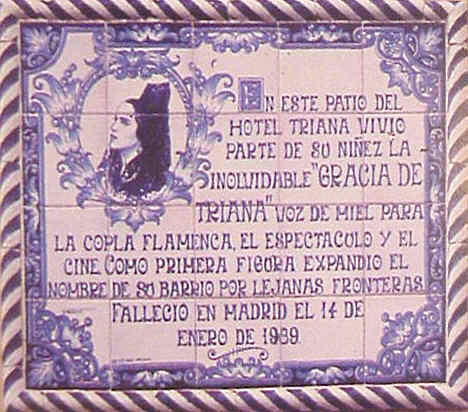 EN ESTE PATIO DEL
HOTEL TRIANA VIVIO
PARTE DE SU NIÑEZ LA
INOLVIDABLE "GRACIA DE
TRIANA" VOZ DE MIEL PARA
LA COPLA FLAMENCA, EL ESPECTACULO Y EL
CINE. COMO PRIMERA FIGURA EXPANDIO EL
NOMBRE DE SU BARRIO POR LEJANAS FRONTERAS.
FALLECIO EN MADRID EL 14 DE
ENERO DE 1989.